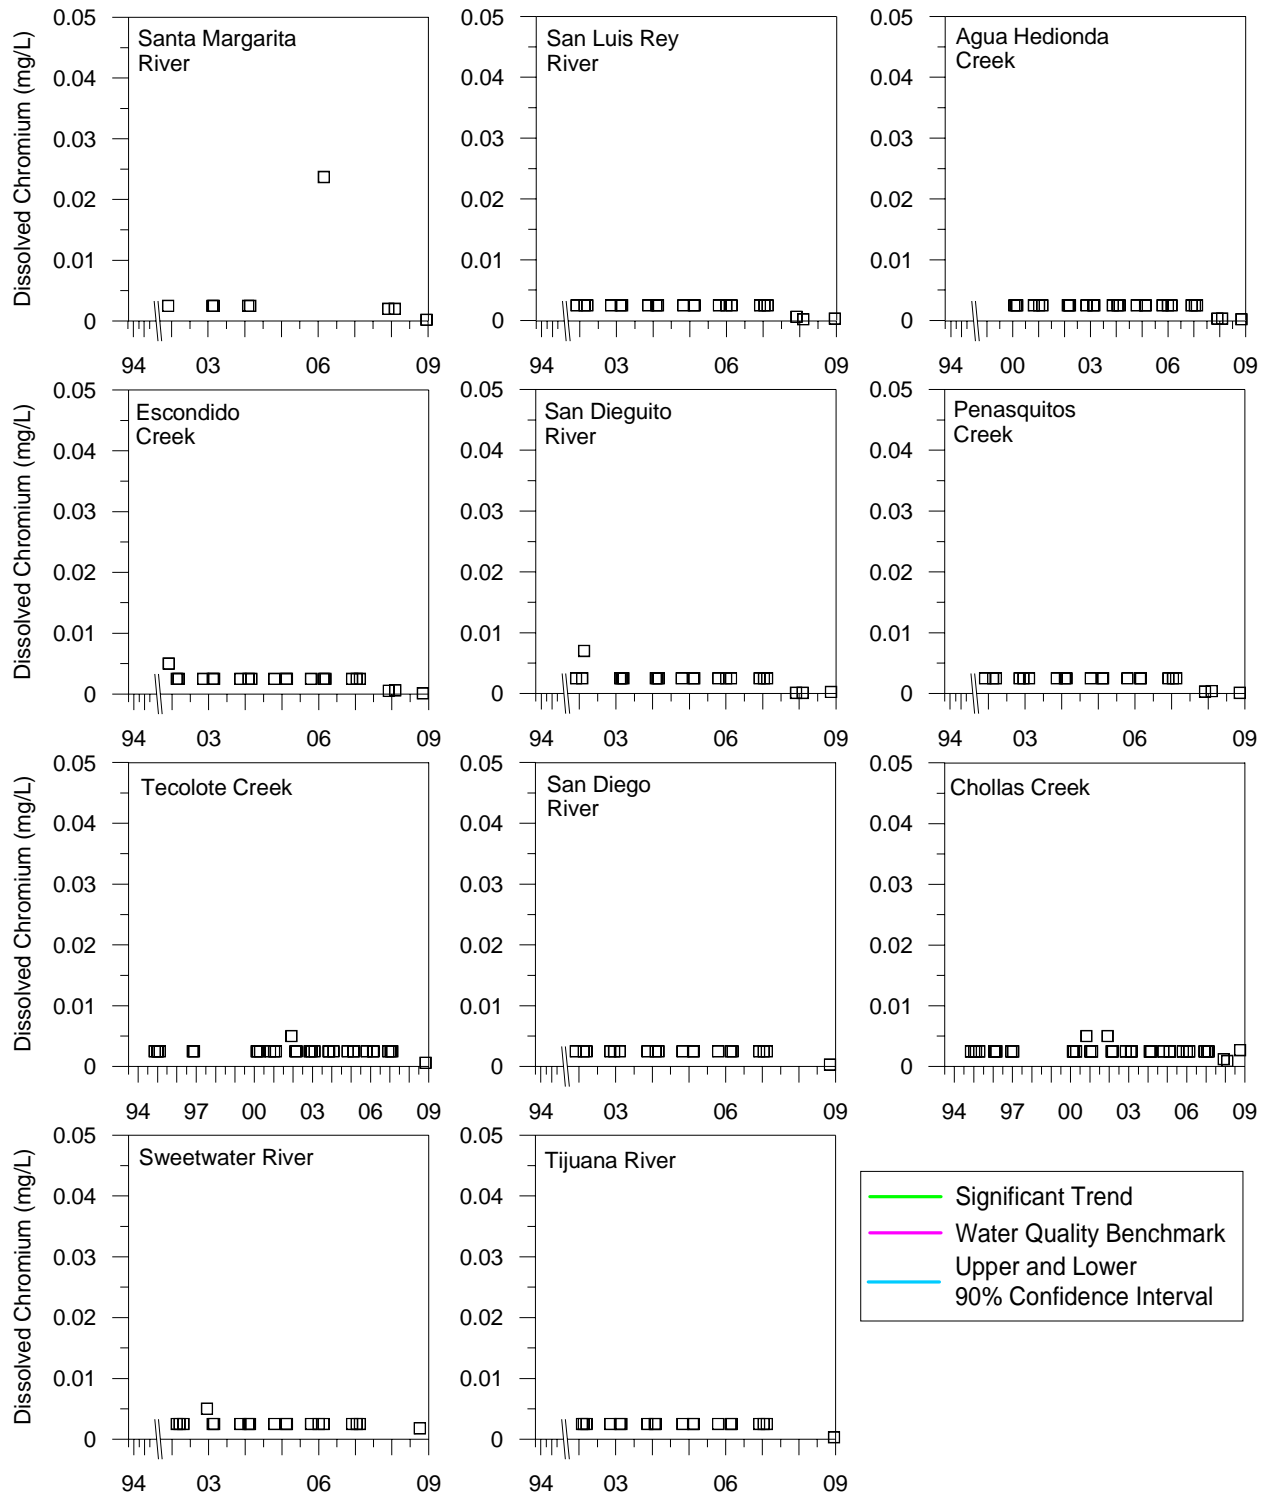 Dissolved Chromium (mg/L)
0.05
0.04
0.03
0.02
0.01
0
Santa Margarita
River
94 03 06 09
0.05
0.04
0.03
0.02
0.01
0
San Luis Rey
River
94 03 06 09
0.05
0.04
0.03
0.02
0.01
0
Agua Hedionda
Creek
94 00 03 06 09
Dissolved Chromium (mg/L)
0.05
0.04
0.03
0.02
0.01
0
Escondido
Creek
94 03 06 09
0.05
0.04
0.03
0.02
0.01
0
San Dieguito
River
94 03 06 09
0.05
0.04
0.03
0.02
0.01
0
Penasquitos
Creek
94 03 06 09
Dissolved Chromium (mg/L)
0.05
0.04
0.03
0.02
0.01
0
Tecolote Creek
94 97 00 03 06 09
0.05
0.04
0.03
0.02
0.01
0
San Diego
River
94 03 06 09
0.05
0.04
0.03
0.02
0.01
0
Chollas Creek
94 97 00 03 06 09
Dissolved Chromium (mg/L)
0.05
0.04
0.03
0.02
0.01
0
Sweetwater River
94 03 06 09
0.05
0.04
0.03
0.02
0.01
0
Tijuana River
94 03 06 09
Significant Trend
Water Quality Benchmark
Upper and Lower
90% Confidence Interval